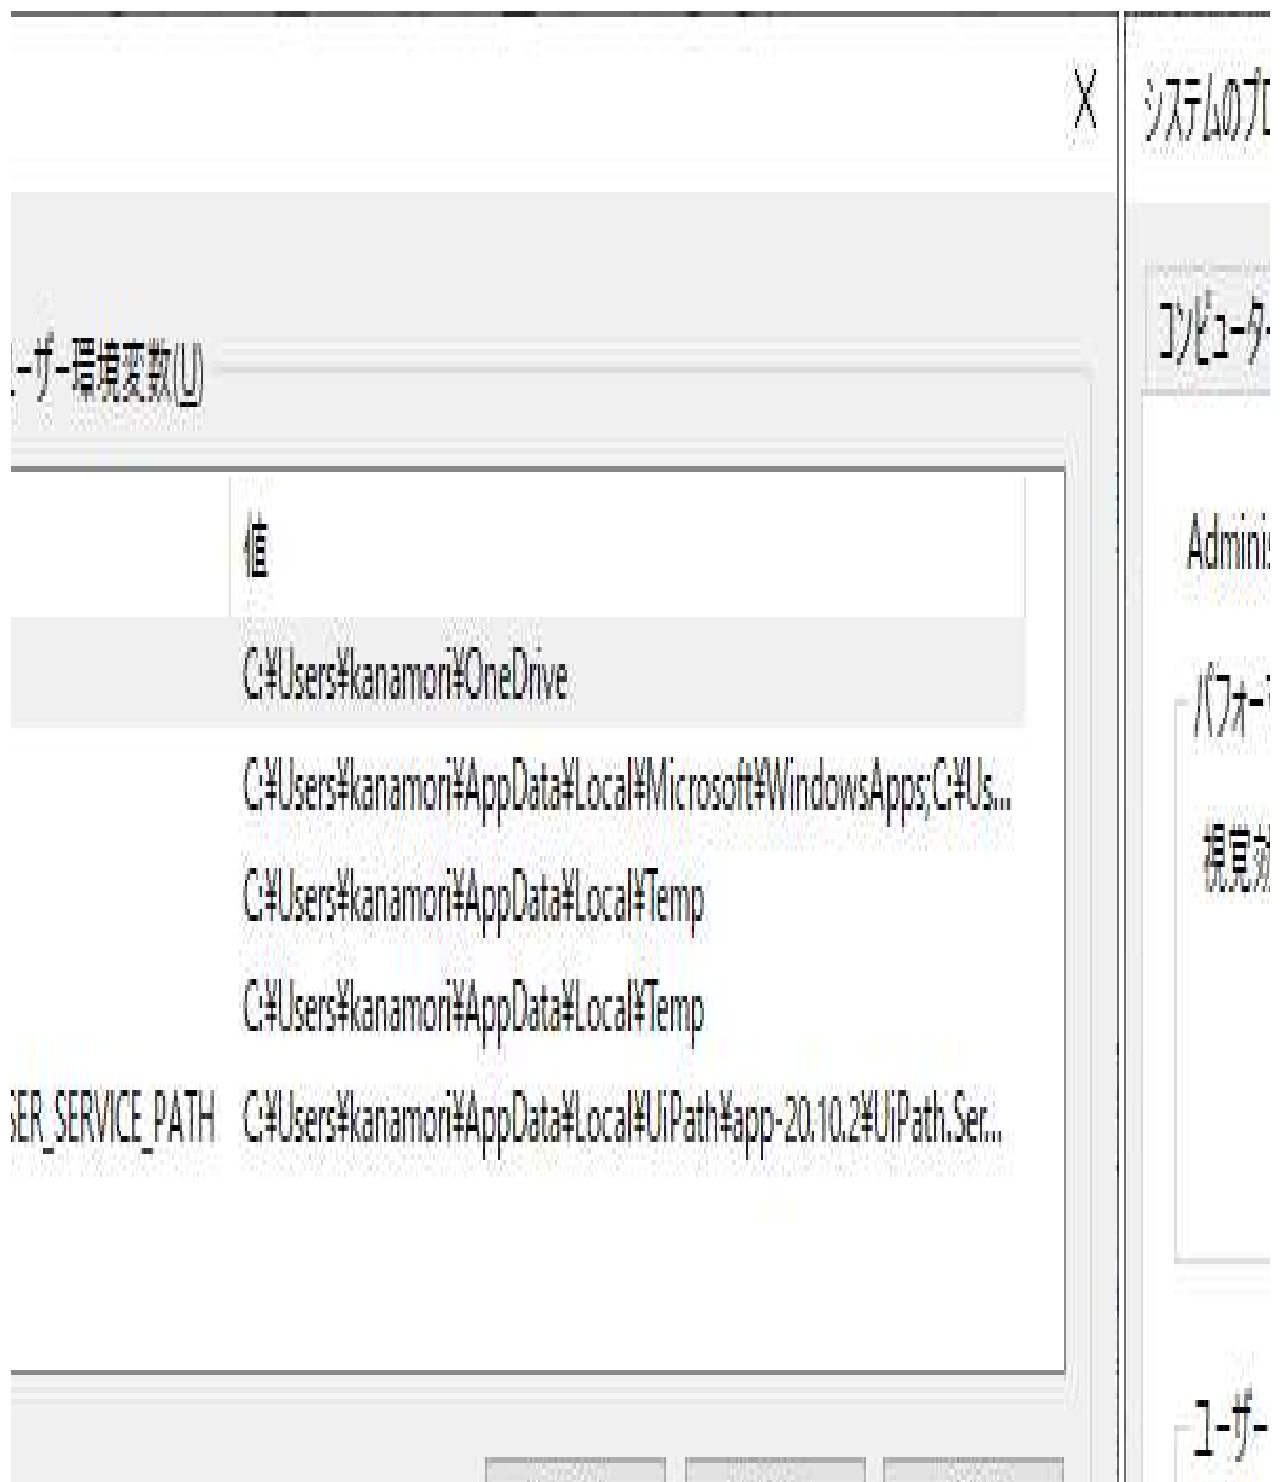 ーザー環境変数(U)
値
C:¥Users¥kanamori¥OneDrive
C:¥Users¥kanamori¥AppData¥Local¥Microsoft¥WindowsApps;C:¥Us...
C:¥Users¥kanamori¥AppData¥Local¥Temp
C:¥Users¥kanamori¥AppData¥Local¥Temp
SER_SERVICE_PATH C:¥Users¥kanamori¥AppData¥Local¥UiPath¥app-20.10.2¥UiPath.Ser...
システムのプロ
コンピューター
Adminis
パフォーマ
視覚効
ユーザー